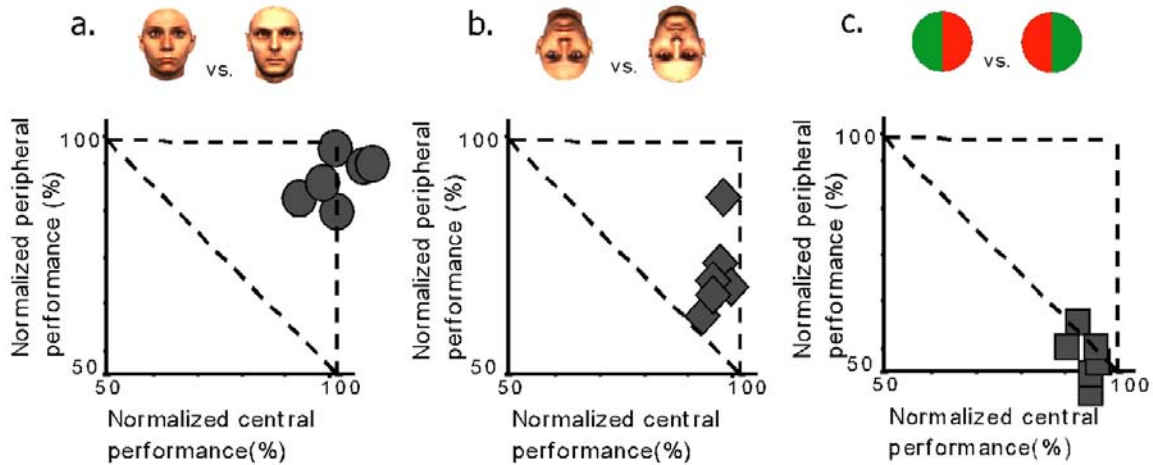 a.
vs.
b.
vs.
c.
vs.
Normalized peripheral
performance (%)
100
50
50
100
Normalized central
performance(%)
Normalized peripheral
performance (%)
100
50
50
100
Normalized central
performance(%)
Normalized peripheral
performance (%)
100
50
50
100
Normalized central
performance(%)